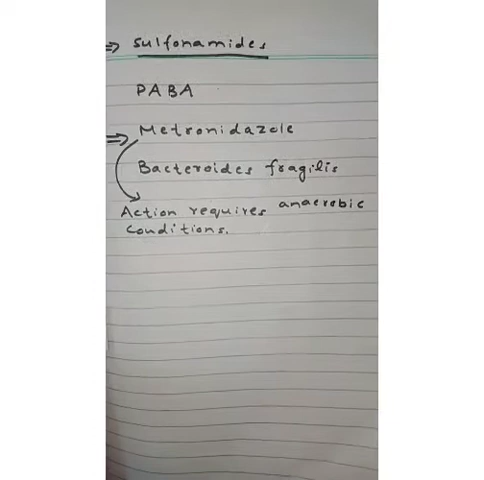 ⇒ Sulfonamides
PABA
⇒ Metronidazole
Bacteroides fragilis
Action requires anaerobic
conditions.